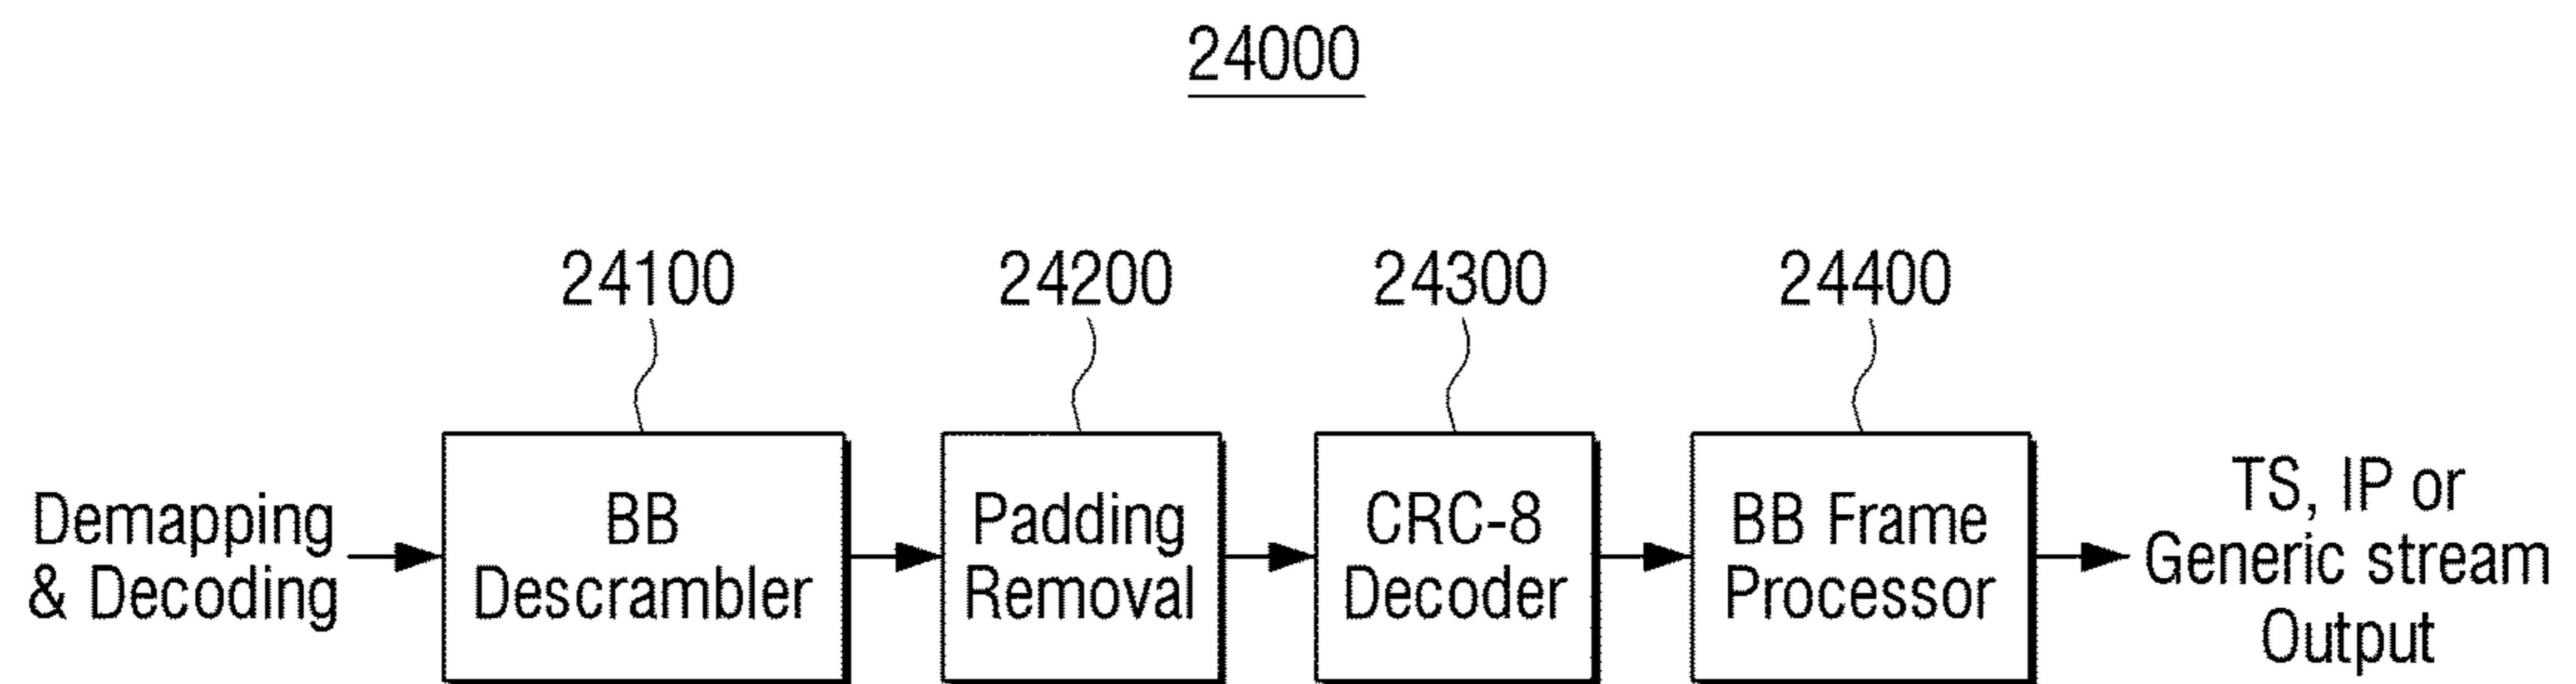 24000
24100
24200
24300
24400
Demapping
& Decoding
BB
Descrambler
Padding
Removal
CRC-8
Decoder
BB Frame
Processor
TS, IP or
Generic stream
Output